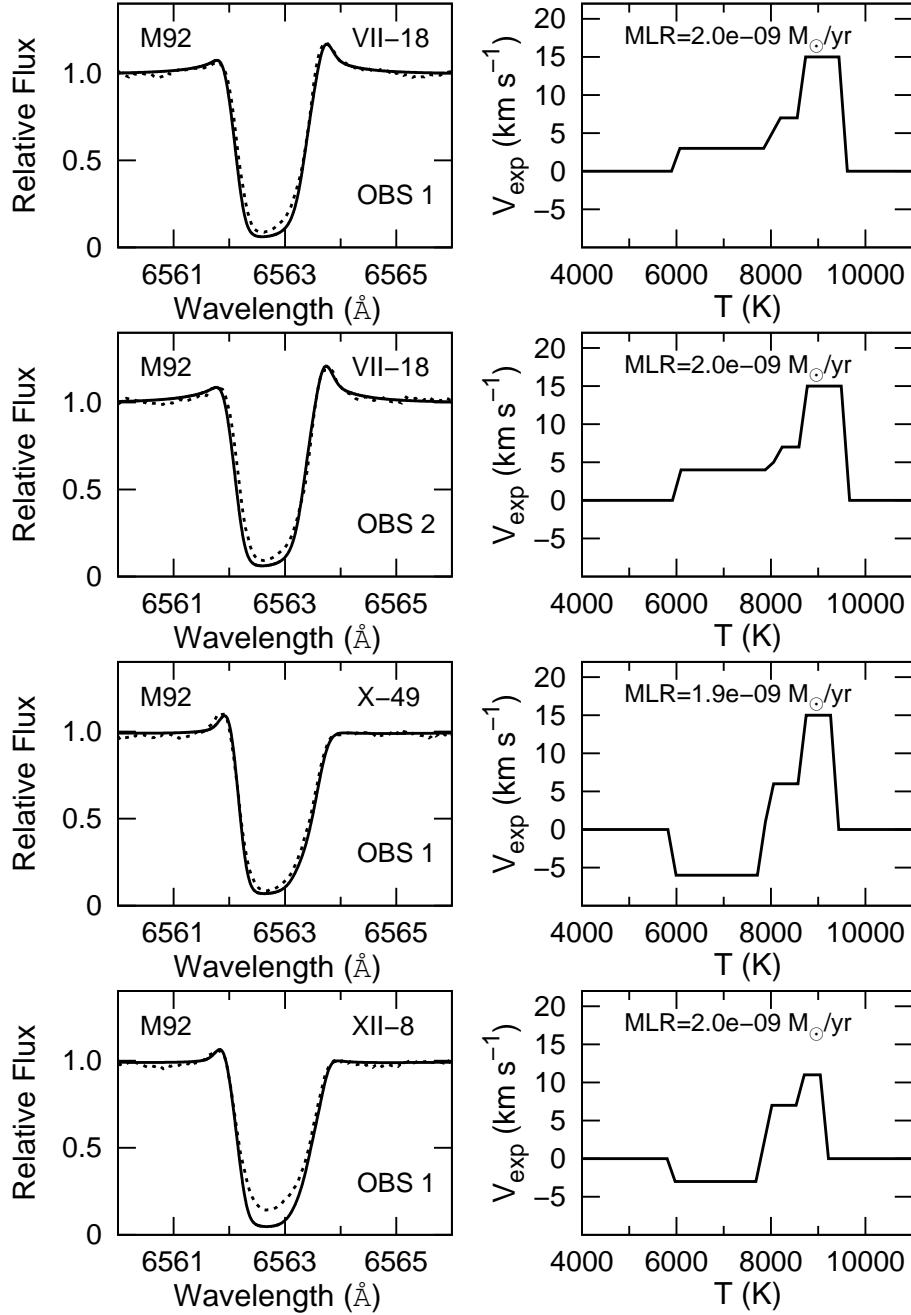 M92 VII−18
OBS 1
Relative Flux
1.0
0.5
0
6561 6563 6565
Wavelength (Å)
MLR=2.0e−09 M☉/yr
V_exp (km s⁻¹)
20
15
10
5
0
−5
4000 6000 8000 10000
T (K)
M92 VII−18
OBS 2
Relative Flux
1.0
0.5
0
6561 6563 6565
Wavelength (Å)
MLR=2.0e−09 M☉/yr
V_exp (km s⁻¹)
20
15
10
5
0
−5
4000 6000 8000 10000
T (K)
M92 X−49
OBS 1
Relative Flux
1.0
0.5
0
6561 6563 6565
Wavelength (Å)
MLR=1.9e−09 M☉/yr
V_exp (km s⁻¹)
20
15
10
5
0
−5
4000 6000 8000 10000
T (K)
M92 XII−8
OBS 1
Relative Flux
1.0
0.5
0
6561 6563 6565
Wavelength (Å)
MLR=2.0e−09 M☉/yr
V_exp (km s⁻¹)
20
15
10
5
0
−5
4000 6000 8000 10000
T (K)